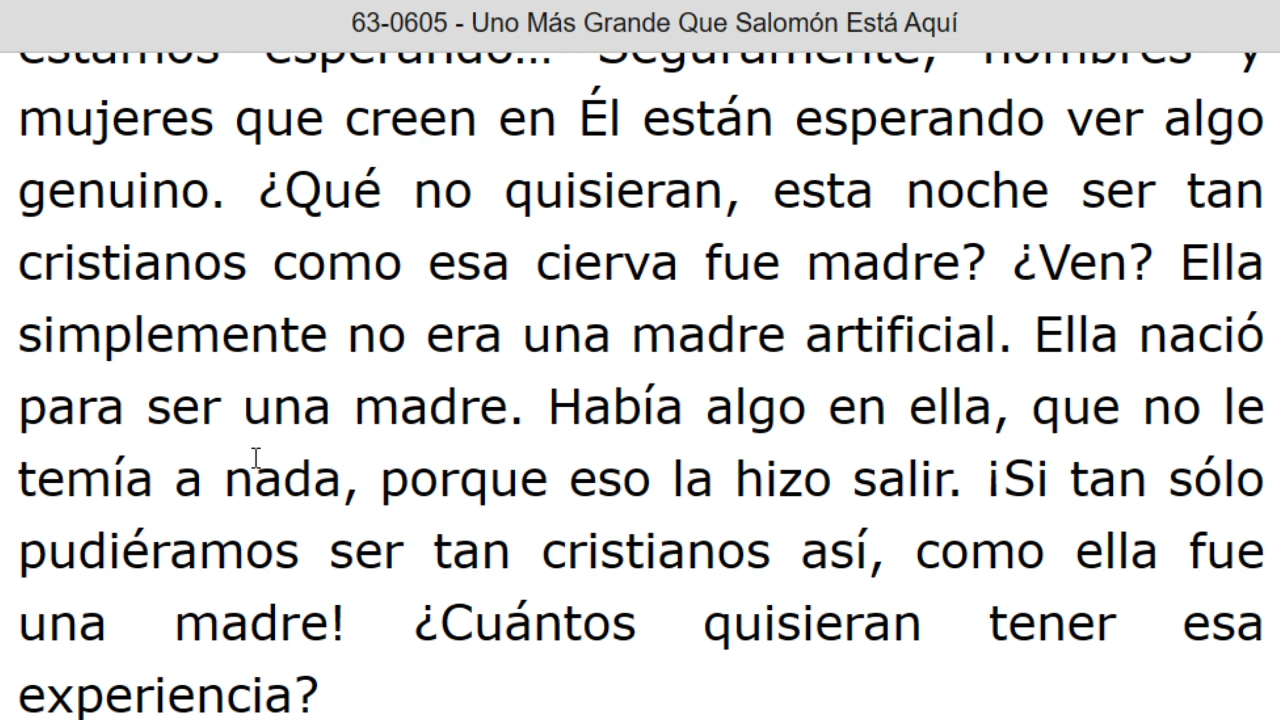 63-0605 - Uno Más Grande Que Salomón Está Aquí
estamos esperando... Seguramente, hombres y
mujeres que creen en Él están esperando ver algo
genuino. ¿Qué no quisieran, esta noche ser tan
cristianos como esa cierva fue madre? ¿Ven? Ella
simplemente no era una madre artificial. Ella nació
para ser una madre. Había algo en ella, que no le
temía a nada, porque eso la hizo salir. ¡Si tan sólo
pudiéramos ser tan cristianos así, como ella fue
una madre! ¿Cuántos quisieran tener esa
experiencia?